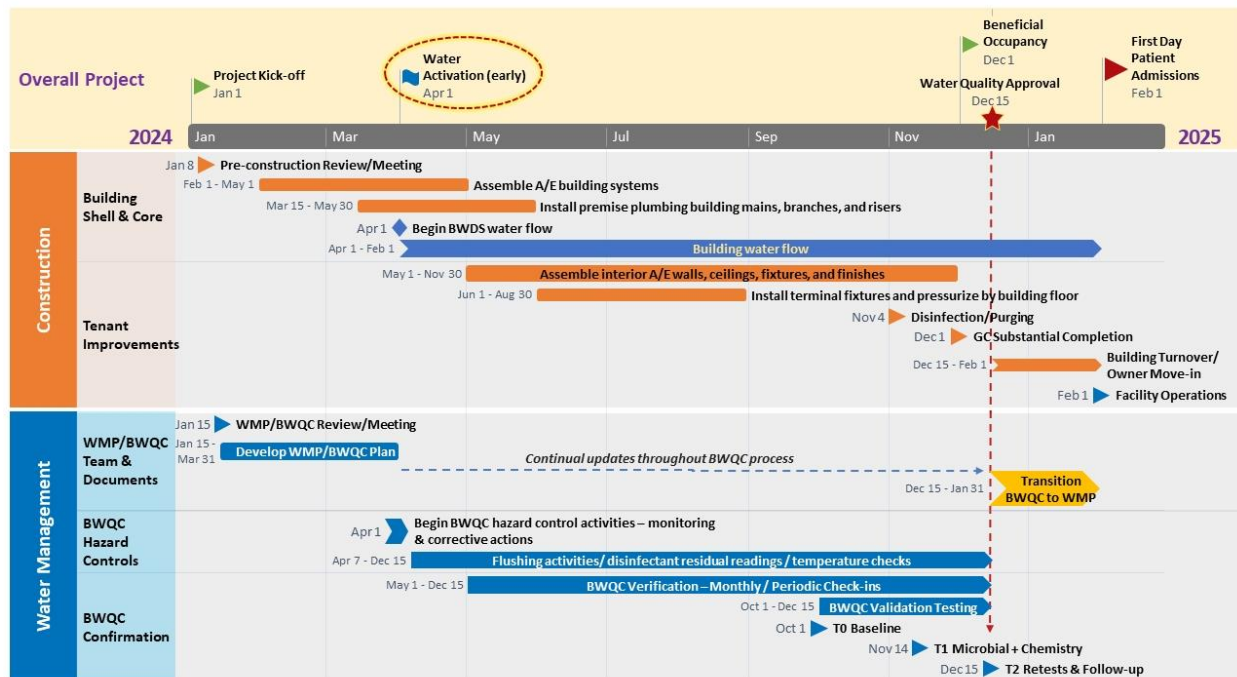 Overall Project
Project Kick-off
Jan 1
Water
Activation (early)
Apr 1
Beneficial
Occupancy
Dec 1
Water Quality Approval
Dec 15
First Day
Patient
Admissions
Feb 1
2024
Jan
Mar
May
Jul
Sep
Nov
Jan
2025
Construction
Building
Shell & Core
Jan 8
Pre-construction Review/Meeting
Feb 1 - May 1
Assemble A/E building systems
Mar 15 - May 30
Install premise plumbing building mains, branches, and risers
Apr 1
Begin BWDS water flow
Apr 1 - Feb 1
Building water flow
Tenant
Improvements
May 1 - Nov 30
Assemble interior A/E walls, ceilings, fixtures, and finishes
Jun 1 - Aug 30
Install terminal fixtures and pressurize by building floor
Nov 4
Disinfection/Purging
Dec 1
GC Substantial Completion
Dec 15 - Feb 1
Building Turnover/
Owner Move-in
Feb 1
Facility Operations
Water Management
WMP/BWQC
Team &
Documents
Jan 15
WMP/BWQC Review/Meeting
Jan 15 -
Mar 31
Develop WMP/BWQC Plan
Continual updates throughout BWQC process
Dec 15 - Jan 31
Transition
BWQC to WMP
BWQC
Hazard
Controls
Apr 1
Begin BWQC hazard control activities – monitoring
& corrective actions
Apr 7 - Dec 15
Flushing activities/ disinfectant residual readings / temperature checks
BWQC
Confirmation
May 1 - Dec 15
BWQC Verification – Monthly / Periodic Check-ins
Oct 1 - Dec 15
BWQC Validation Testing
Oct 1
T0 Baseline
Nov 14
T1 Microbial + Chemistry
Dec 15
T2 Retests & Follow-up